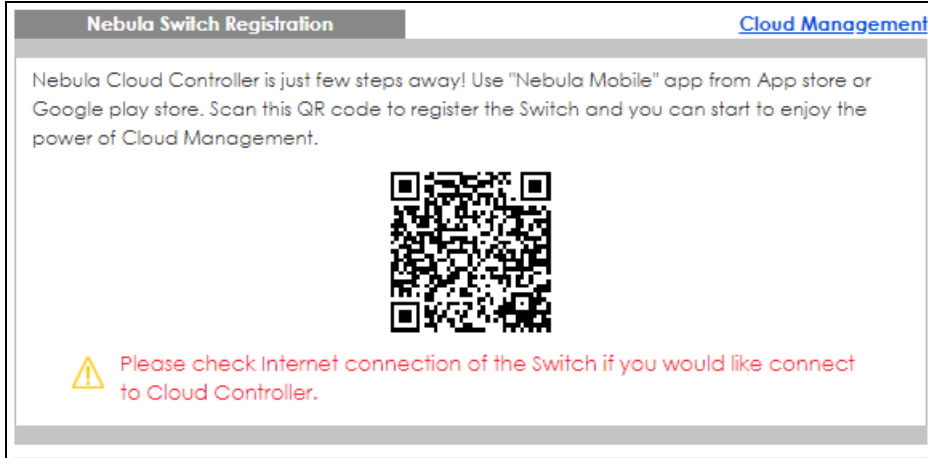 Nebula Switch Registration
Cloud Management
Nebula Cloud Controller is just few steps away! Use "Nebula Mobile" app from App store or
Google play store. Scan this QR code to register the Switch and you can start to enjoy the
power of Cloud Management.
Please check Internet connection of the Switch if you would like connect
to Cloud Controller.